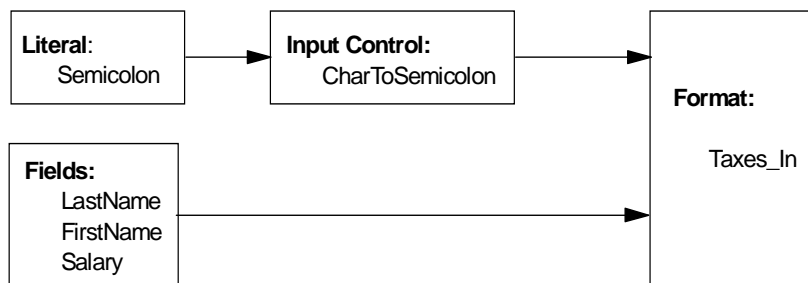 Literal:
Semicolon
Input Control:
CharToSemicolon
Format:
Taxes_In
Fields:
LastName
FirstName
Salary